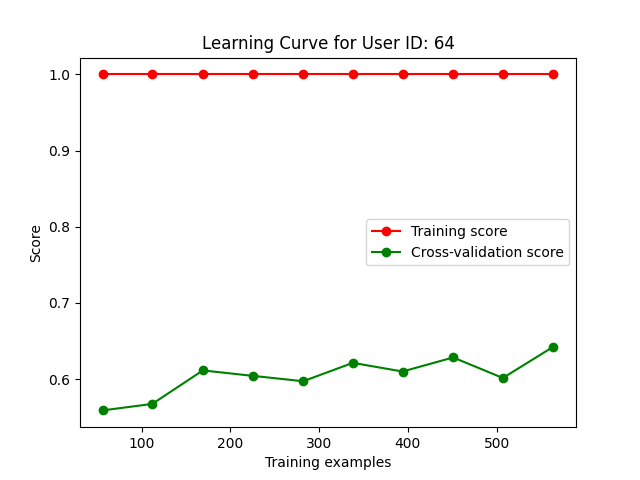 Learning Curve for User ID: 64
1.0
0.9
0.8
0.7
0.6
Score
Training score
Cross-validation score
100
200
300
400
500
Training examples